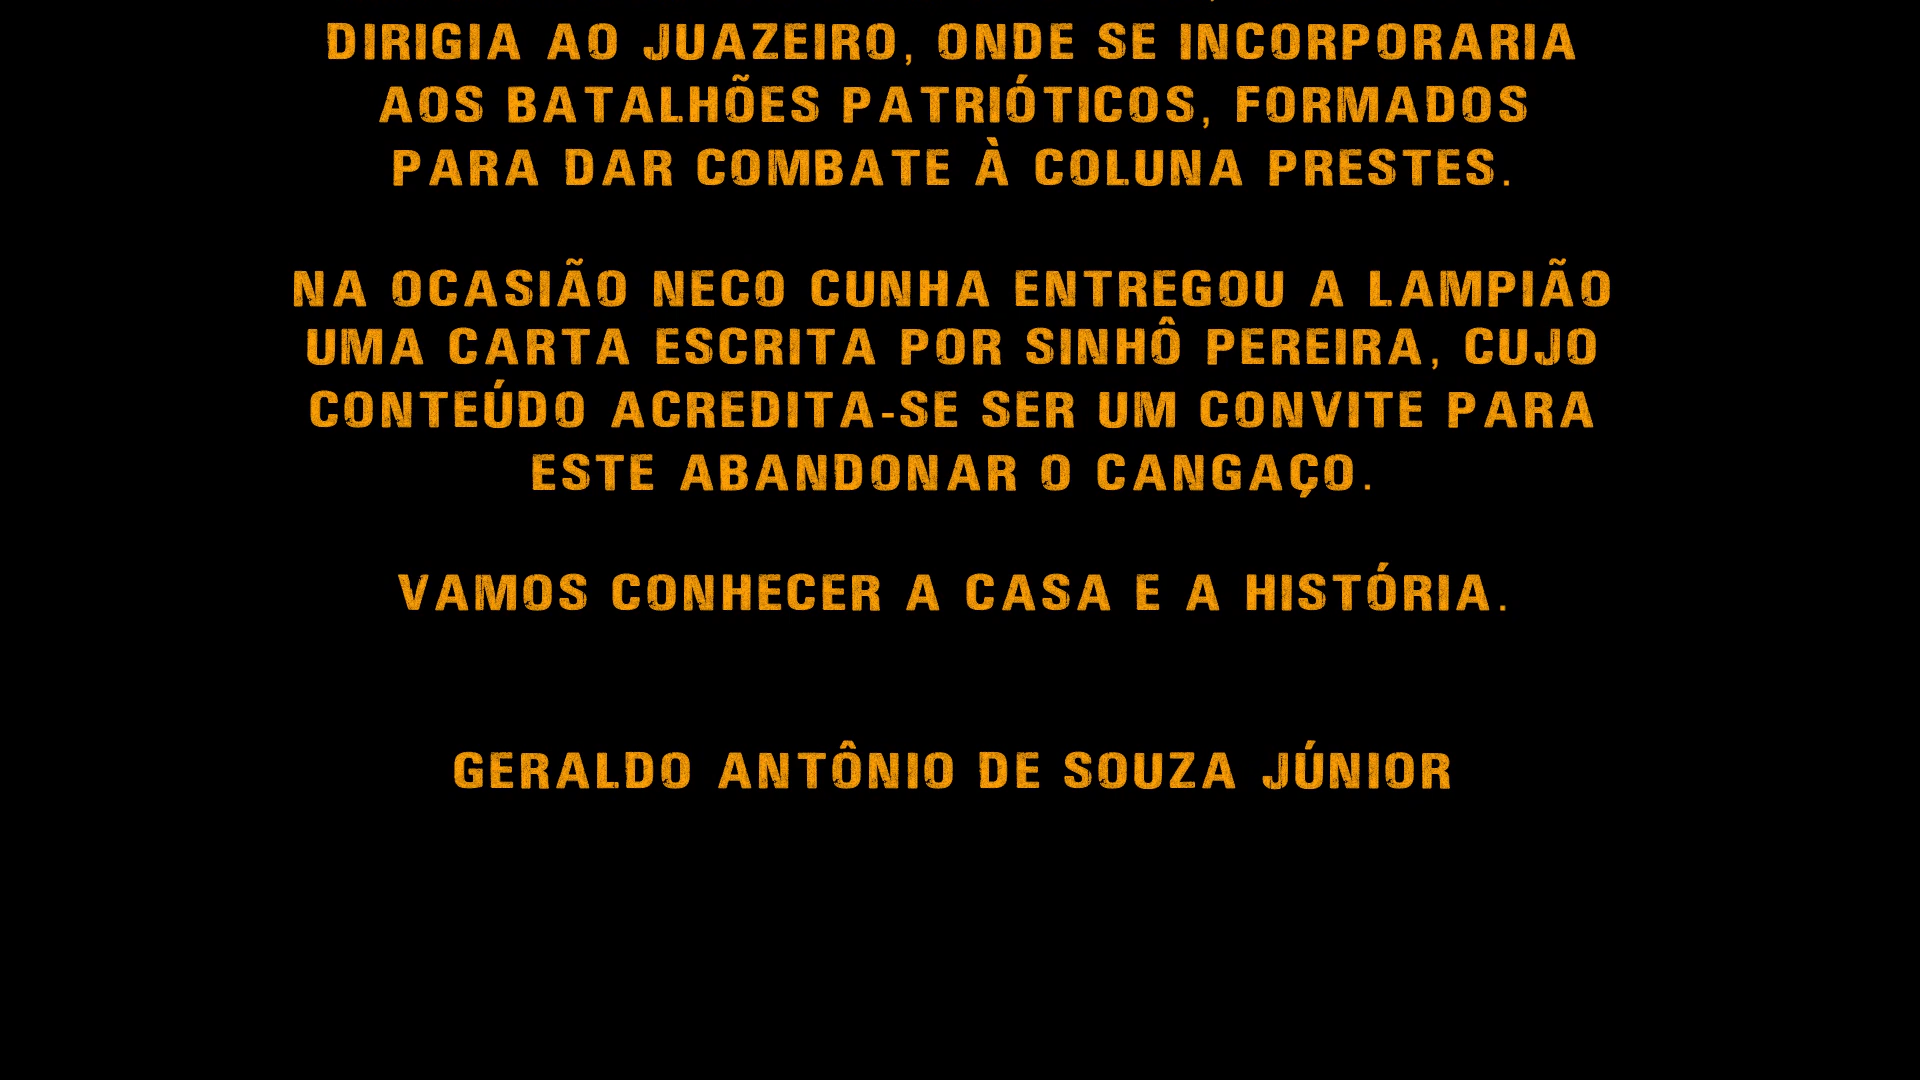 DIRIGIA AO JUAZEIRO, ONDE SE INCORPORARIA
AOS BATALHÕES PATRIÓTICOS, FORMADOS
PARA DAR COMBATE À COLUNA PRESTES.
NA OCASIÃO NECO CUNHA ENTREGOU A LAMPIÃO
UMA CARTA ESCRITA POR SINHÔ PEREIRA, CUJO
CONTEÚDO ACREDITA-SE SER UM CONVITE PARA
ESTE ABANDONAR O CANGAÇO.
VAMOS CONHECER A CASA E A HISTÓRIA.
GERALDO ANTÔNIO DE SOUZA JÚNIOR